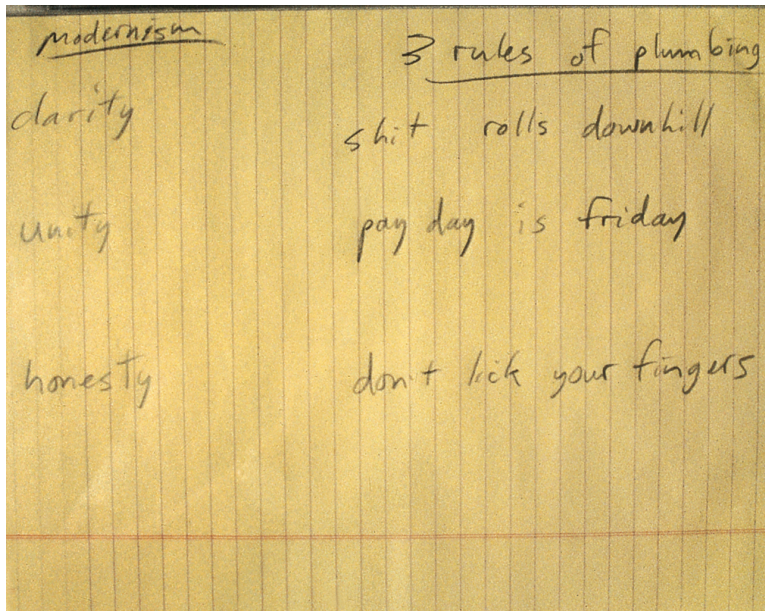 modernism
3 rules of plumbing
clarity
shit rolls downhill
unity
pay day is friday
honesty
don't lick your fingers